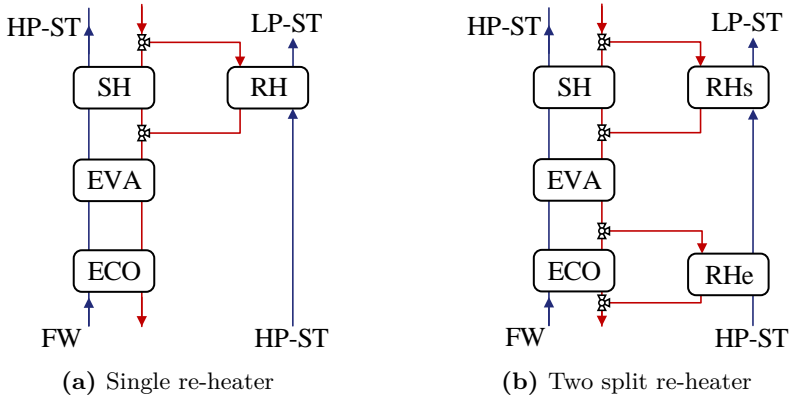 HP-ST
LP-ST
SH
RH
EVA
ECO
FW
HP-ST
(a) Single re-heater
HP-ST
LP-ST
SH
RHs
EVA
ECO
RHe
FW
HP-ST
(b) Two split re-heater